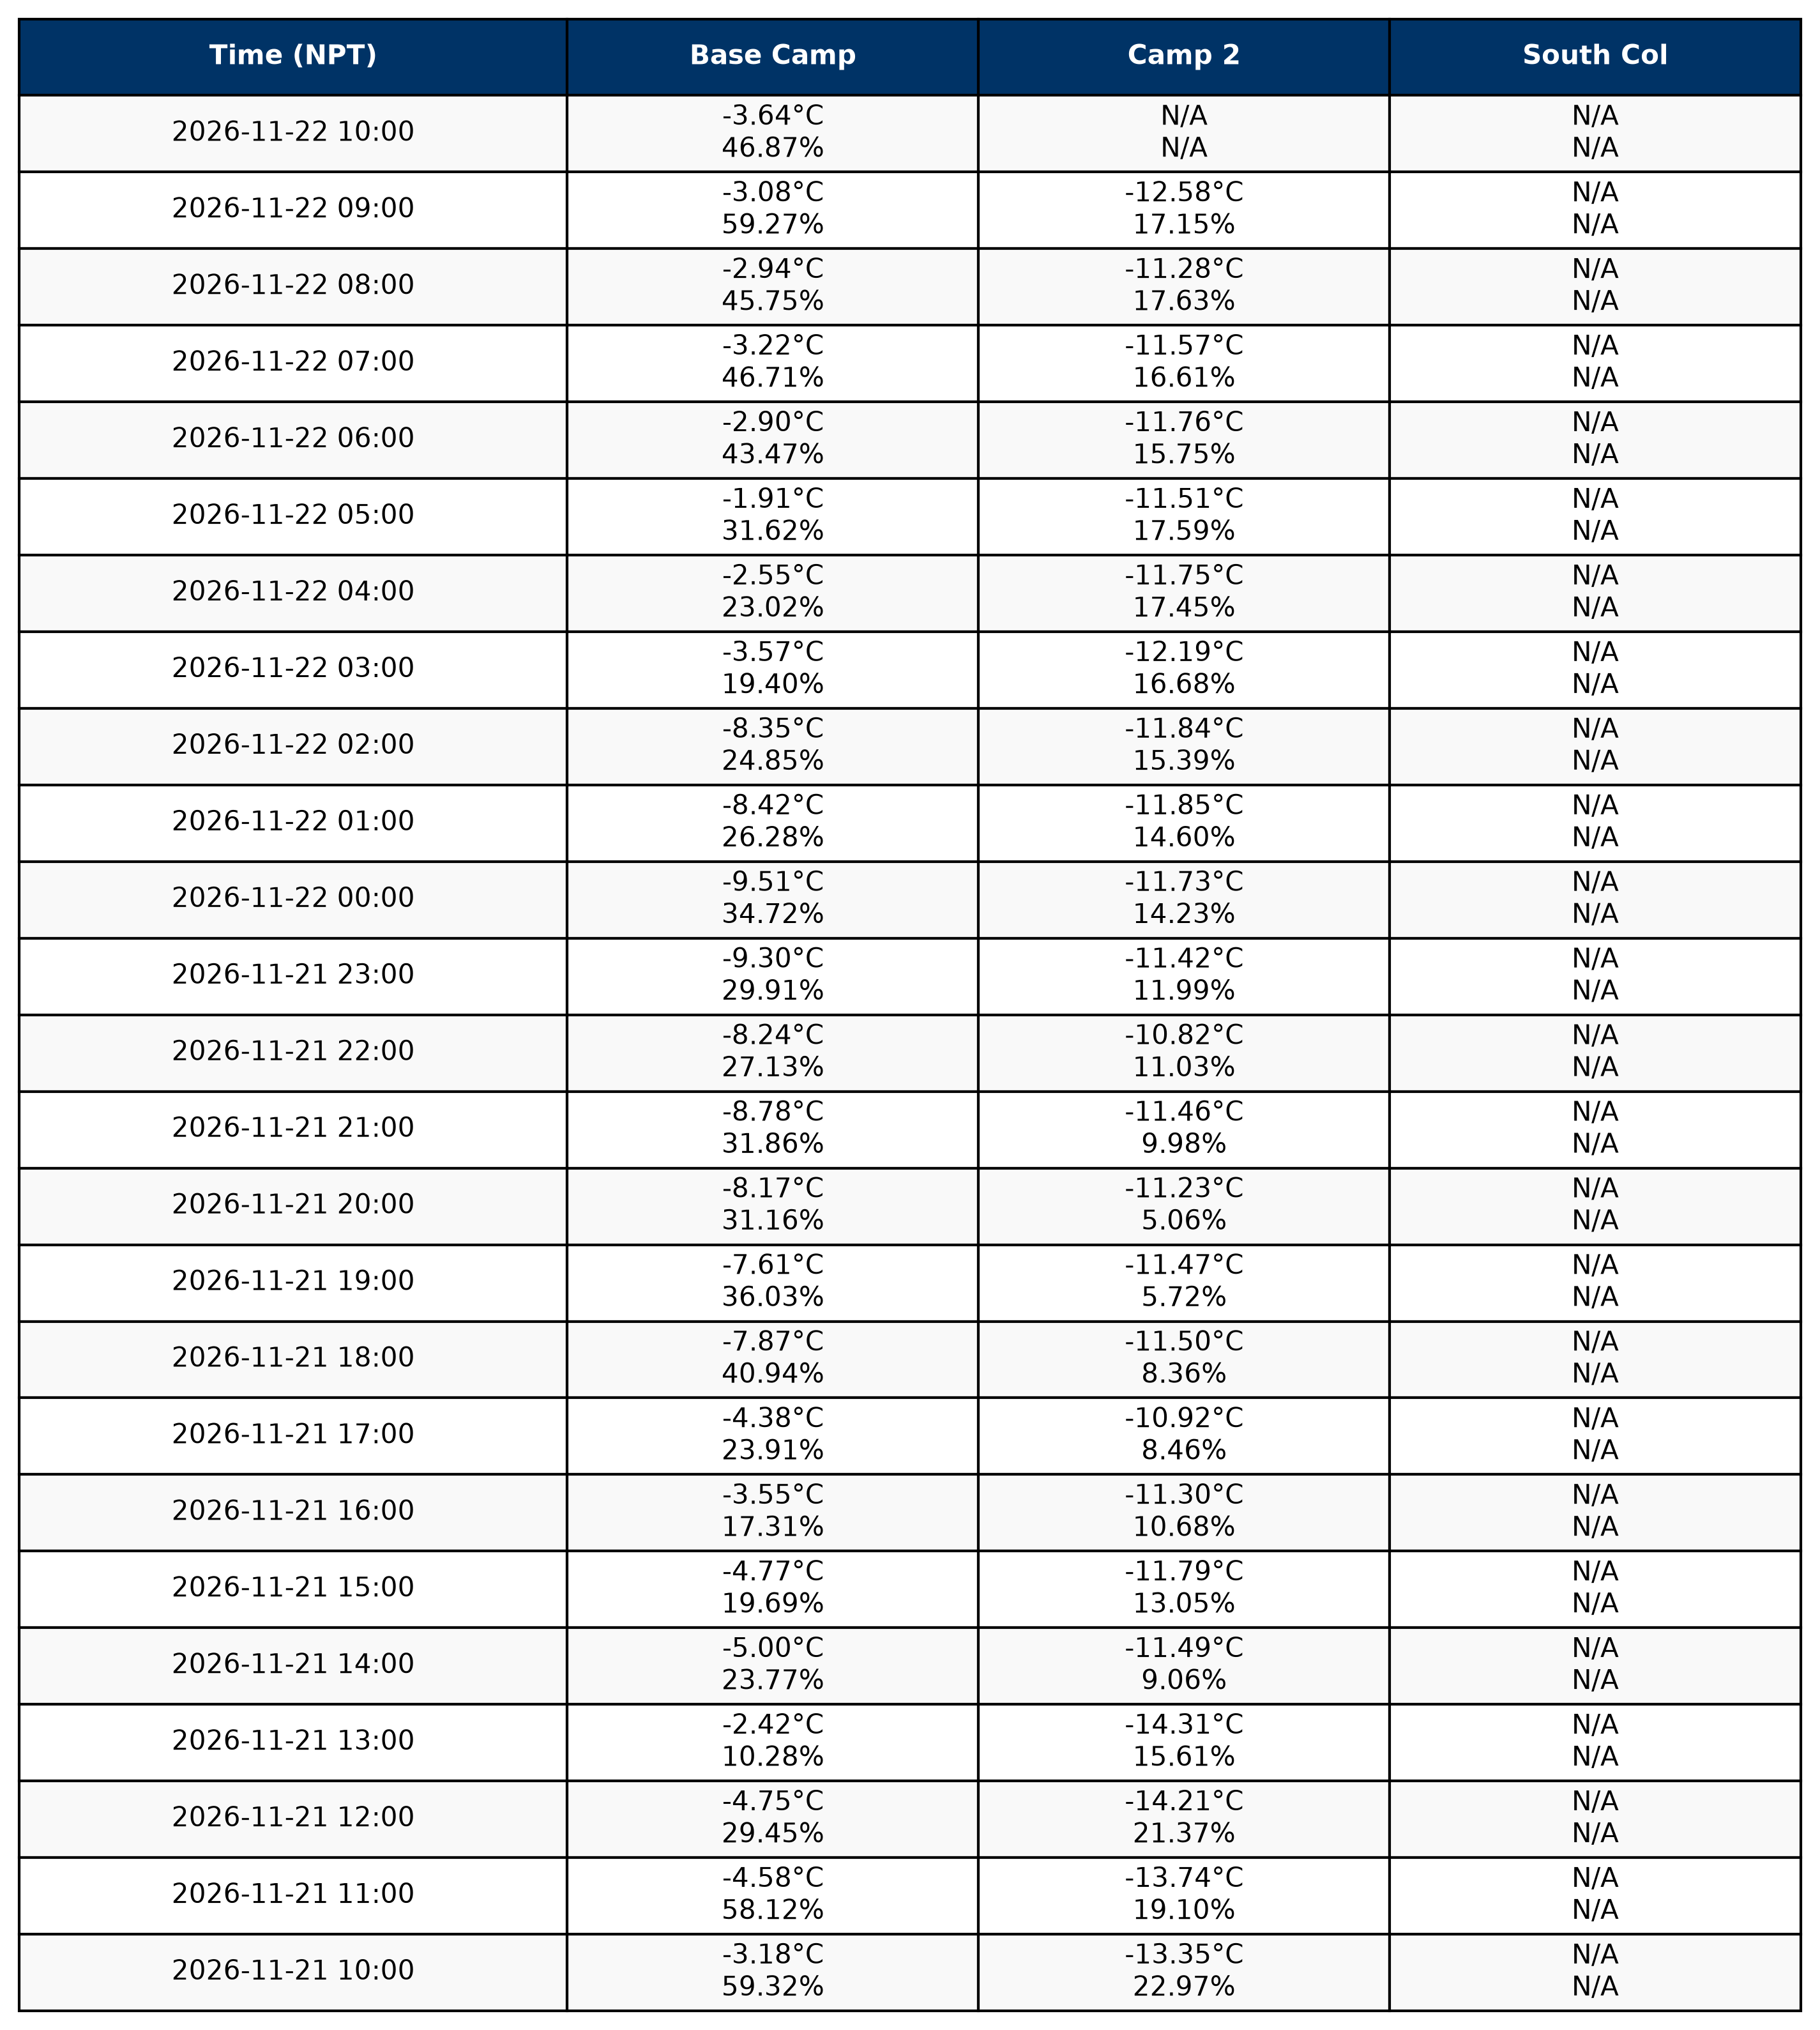 Time (NPT) Base Camp Camp 2 South Col
2026-11-22 10:00 -3.64°C N/A N/A
46.87% N/A N/A
2026-11-22 09:00 -3.08°C -12.58°C N/A
59.27% 17.15% N/A
2026-11-22 08:00 -2.94°C -11.28°C N/A
45.75% 17.63% N/A
2026-11-22 07:00 -3.22°C -11.57°C N/A
46.71% 16.61% N/A
2026-11-22 06:00 -2.90°C -11.76°C N/A
43.47% 15.75% N/A
2026-11-22 05:00 -1.91°C -11.51°C N/A
31.62% 17.59% N/A
2026-11-22 04:00 -2.55°C -11.75°C N/A
23.02% 17.45% N/A
2026-11-22 03:00 -3.57°C -12.19°C N/A
19.40% 16.68% N/A
2026-11-22 02:00 -8.35°C -11.84°C N/A
24.85% 15.39% N/A
2026-11-22 01:00 -8.42°C -11.85°C N/A
26.28% 14.60% N/A
2026-11-22 00:00 -9.51°C -11.73°C N/A
34.72% 14.23% N/A
2026-11-21 23:00 -9.30°C -11.42°C N/A
29.91% 11.99% N/A
2026-11-21 22:00 -8.24°C -10.82°C N/A
27.13% 11.03% N/A
2026-11-21 21:00 -8.78°C -11.46°C N/A
31.86% 9.98% N/A
2026-11-21 20:00 -8.17°C -11.23°C N/A
31.16% 5.06% N/A
2026-11-21 19:00 -7.61°C -11.47°C N/A
36.03% 5.72% N/A
2026-11-21 18:00 -7.87°C -11.50°C N/A
40.94% 8.36% N/A
2026-11-21 17:00 -4.38°C -10.92°C N/A
23.91% 8.46% N/A
2026-11-21 16:00 -3.55°C -11.30°C N/A
17.31% 10.68% N/A
2026-11-21 15:00 -4.77°C -11.79°C N/A
19.69% 13.05% N/A
2026-11-21 14:00 -5.00°C -11.49°C N/A
23.77% 9.06% N/A
2026-11-21 13:00 -2.42°C -14.31°C N/A
10.28% 15.61% N/A
2026-11-21 12:00 -4.75°C -14.21°C N/A
29.45% 21.37% N/A
2026-11-21 11:00 -4.58°C -13.74°C N/A
58.12% 19.10% N/A
2026-11-21 10:00 -3.18°C -13.35°C N/A
59.32% 22.97% N/A